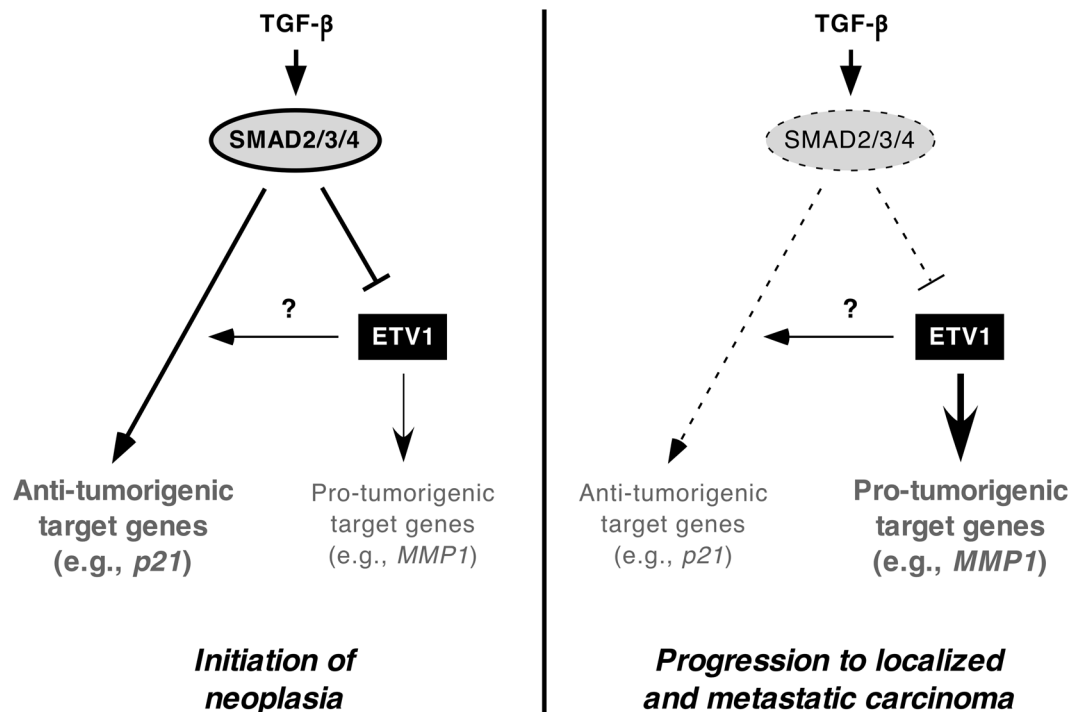 TGF-β
SMAD2/3/4
?
ETV1
Anti-tumorigenic
target genes
(e.g., p21)
Pro-tumorigenic
target genes
(e.g., MMP1)
Initiation of
neoplasia
TGF-β
SMAD2/3/4
?
ETV1
Anti-tumorigenic
target genes
(e.g., p21)
Pro-tumorigenic
target genes
(e.g., MMP1)
Progression to localized
and metastatic carcinoma